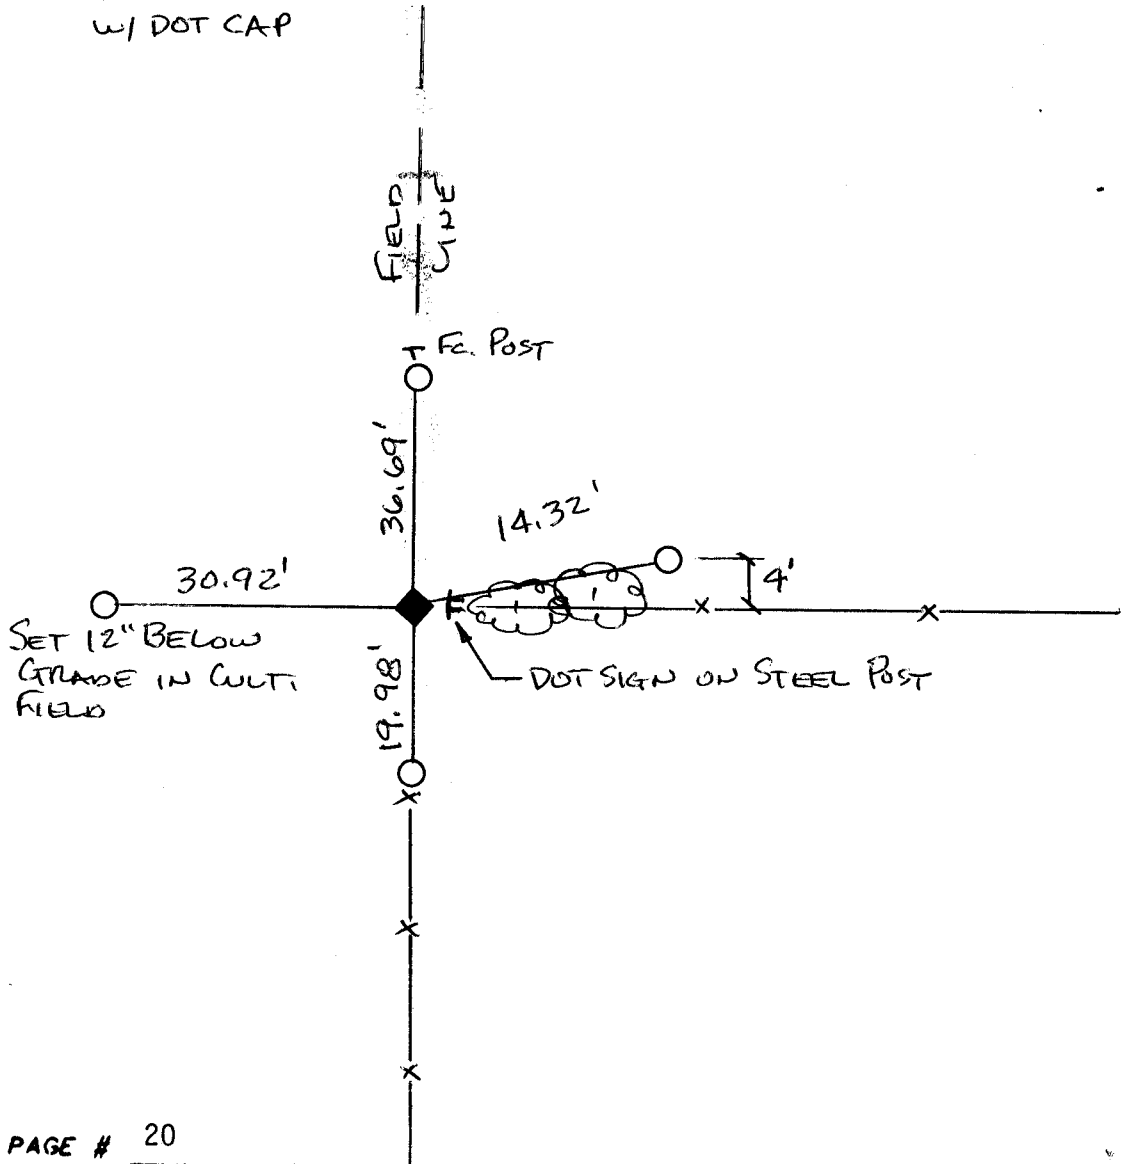 W/ DOT CAP
FIELD
LINE
FC. POST
36.69'
14.32'
30.92'
4'
SET 12" BELOW
GRADE IN CULT.
FIELD
DOT SIGN ON STEEL POST
19.98'
PAGE # 20